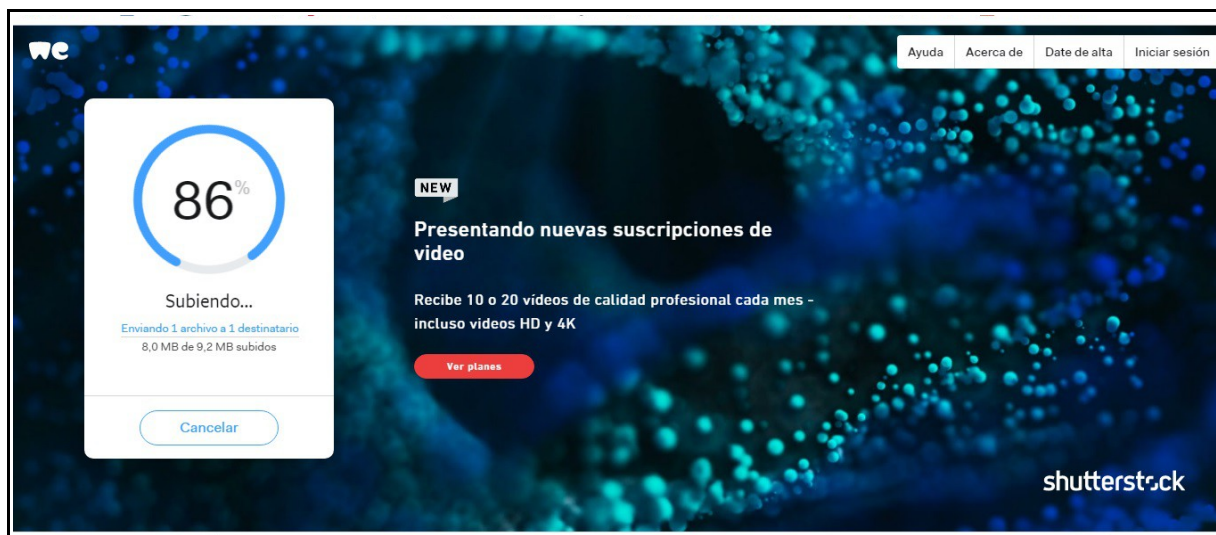 we
Ayuda Acerca de Date de alta Iniciar sesión
86%
Subiendo...
Enviando 1 archivo a 1 destinatario
8,0 MB de 9,2 MB subidos
Cancelar
NEW
Presentando nuevas suscripciones de
video
Recibe 10 o 20 vídeos de calidad profesional cada mes -
incluso videos HD y 4K
Ver planes
shutterstock